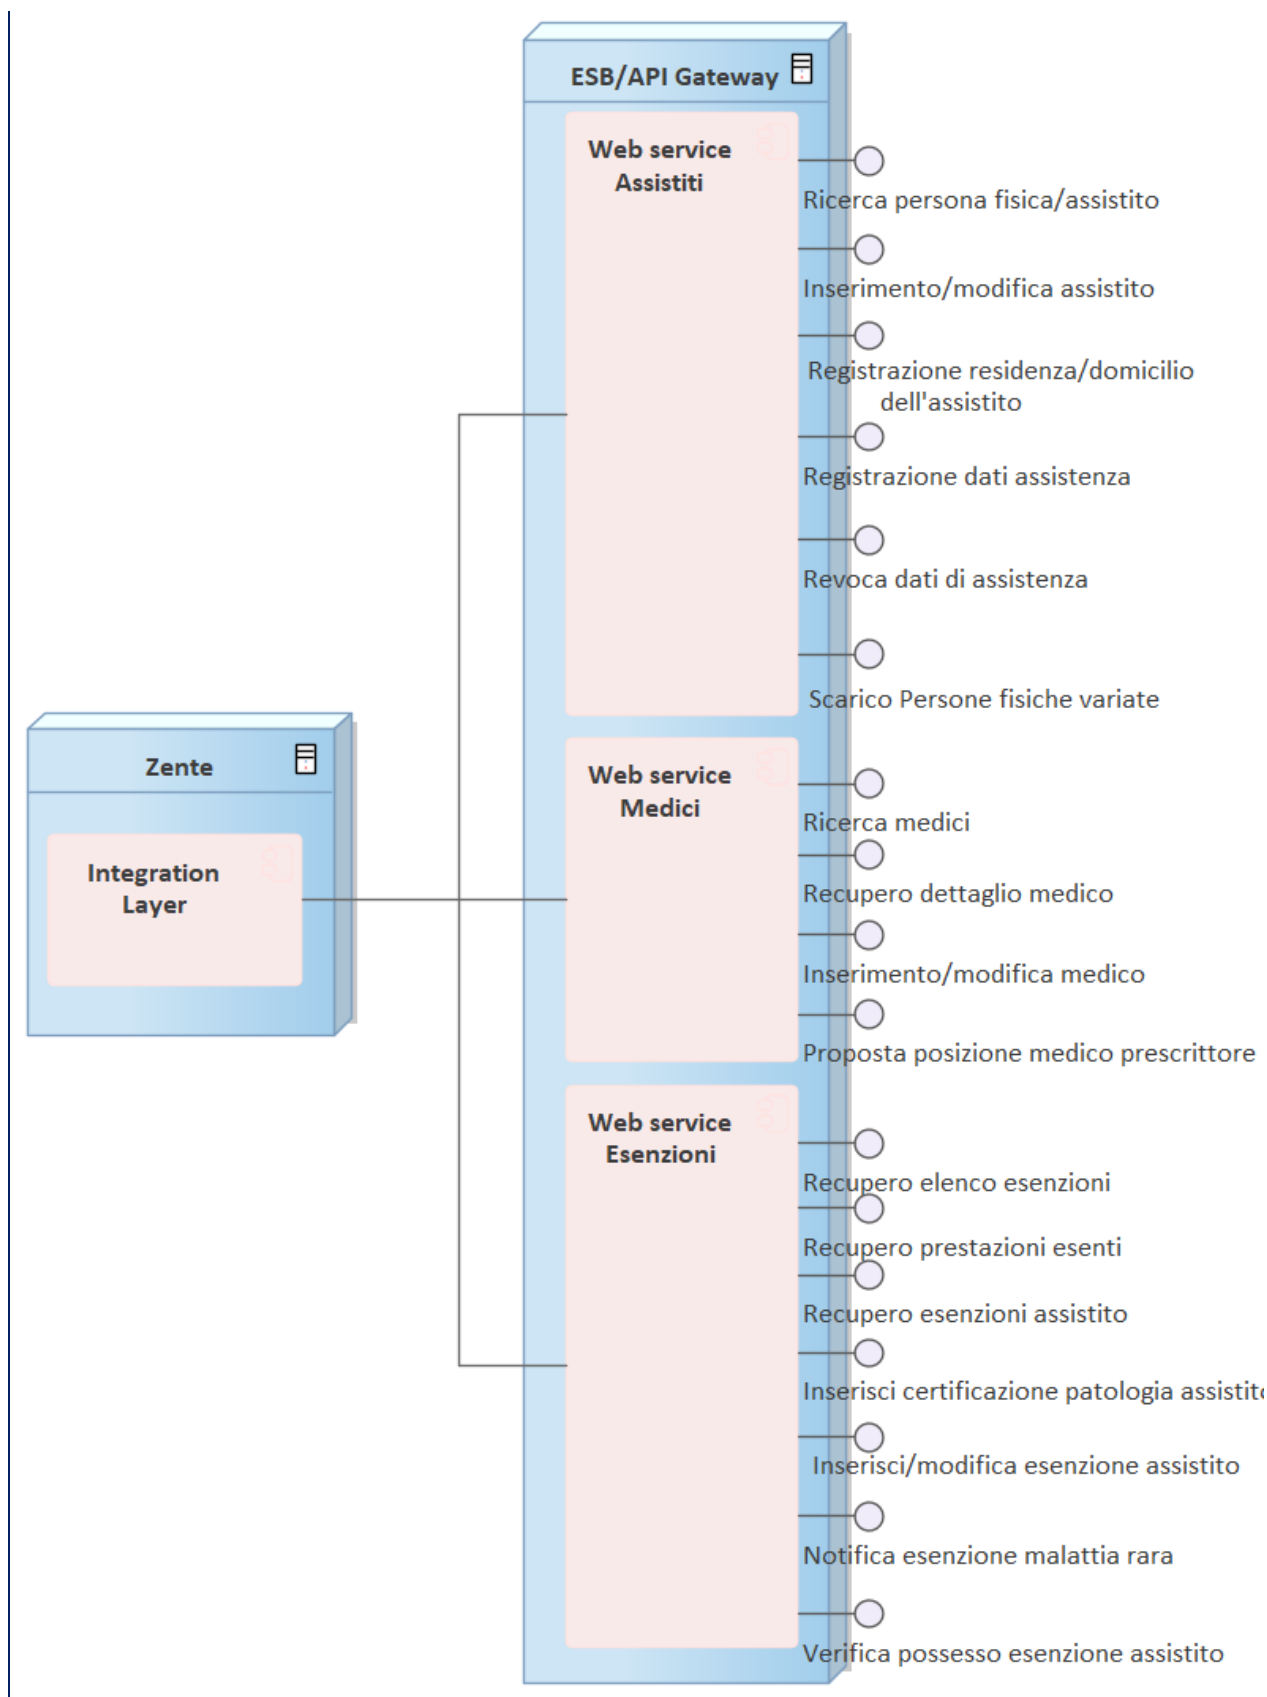 ESB/API Gateway
Web service
Assistiti
Ricerca persona fisica/assistito
Inserimento/modifica assistito
Registrazione residenza/domicilio
dell'assistito
Registrazione dati assistenza
Revoca dati di assistenza
Scarico Persone fisiche variate
Zente
Integration
Layer
Web service
Medici
Ricerca medici
Recupero dettaglio medico
Inserimento/modifica medico
Proposta posizione medico prescrittore
Web service
Esenzioni
Recupero elenco esenzioni
Recupero prestazioni esenti
Recupero esenzioni assistito
Inserisci certificazione patologia assistito
Inserisci/modifica esenzione assistito
Notifica esenzione malattia rara
Verifica possesso esenzione assistito